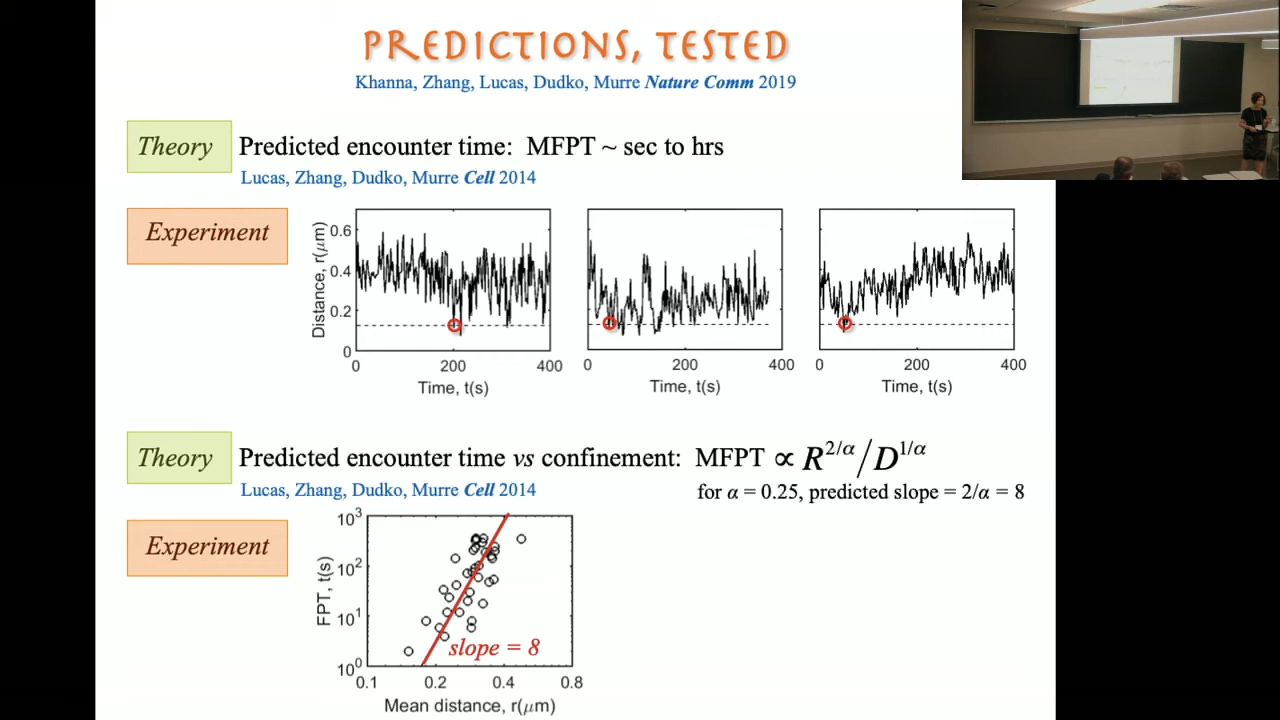 PREDICTIONS, TESTED
Khanna, Zhang, Lucas, Dudko, Murre Nature Comm 2019
Theory
Predicted encounter time: MFPT ~ sec to hrs
Lucas, Zhang, Dudko, Murre Cell 2014
Experiment
Distance, r(μm)
0.6
0.4
0.2
0
0 200 400
Time, t(s)
0 200 400
Time, t(s)
0 200 400
Time, t(s)
Theory
Predicted encounter time vs confinement: MFPT ∝ R^{2/α}/D^{1/α}
Lucas, Zhang, Dudko, Murre Cell 2014
for α = 0.25, predicted slope = 2/α = 8
Experiment
FPT, t(s)
10³
10²
10¹
10⁰
slope = 8
0.1 0.2 0.4 0.8
Mean distance, r(μm)